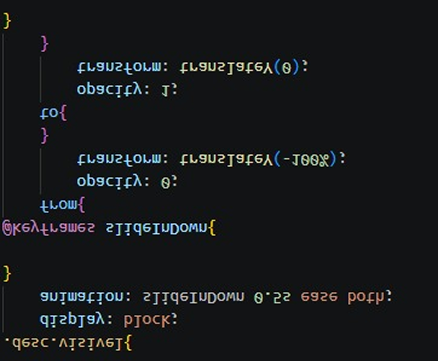 .desc.visivel{
display: block;
animation: slideInDown 0.5s ease both;
}
@keyframes slideInDown{
from{
opacity: 0;
transform: translateY(-100%);
}
to{
opacity: 1;
transform: translateY(0);
}
}